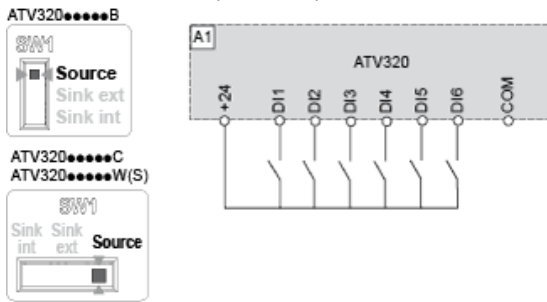 ATV320●●●●●B
SW1
Source
Sink ext
Sink int
ATV320●●●●●C
ATV320●●●●●W(S)
SW1
Sink int
Sink ext
Source
A1
ATV320
+24
DI1
DI2
DI3
DI4
DI5
DI6
COM